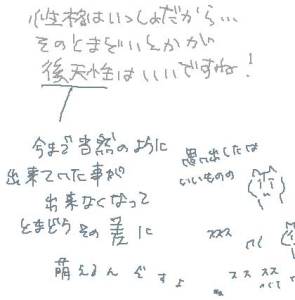 性格はいっしょだから…
そのとまどいとかが
後天性はいいですね！
今まで当然のように
出来ていた事が
出来なくなって
とまどうその差に
萌えるんですよ
思い出したは
いいものの
ススス
スス スス